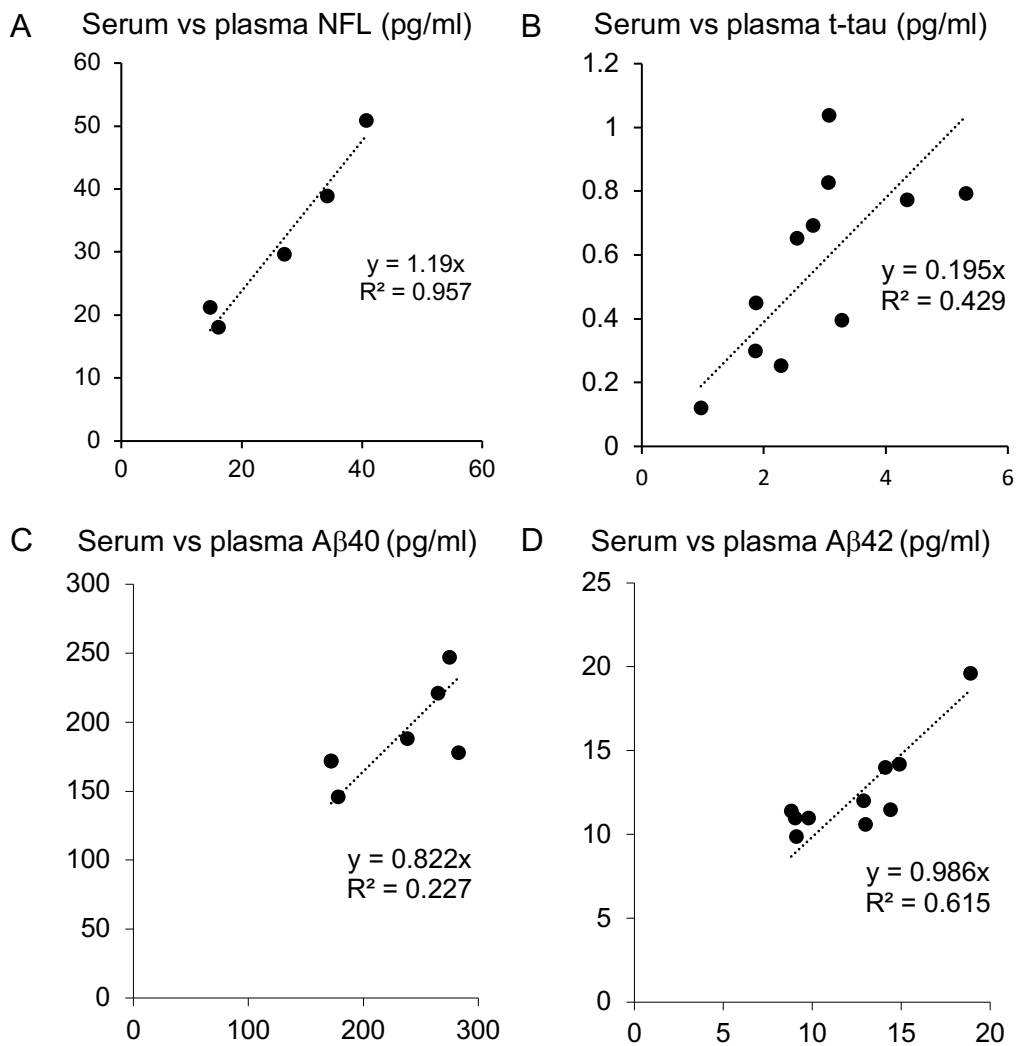 A Serum vs plasma NFL (pg/ml)
60
50
40
30
20
10
0
0 20 40 60
y = 1.19x
R² = 0.957
B Serum vs plasma t-tau (pg/ml)
1.2
1
0.8
0.6
0.4
0.2
0
0 2 4 6
y = 0.195x
R² = 0.429
C Serum vs plasma Aβ40 (pg/ml)
300
250
200
150
100
50
0
0 100 200 300
y = 0.822x
R² = 0.227
D Serum vs plasma Aβ42 (pg/ml)
25
20
15
10
5
0
0 5 10 15 20
y = 0.986x
R² = 0.615